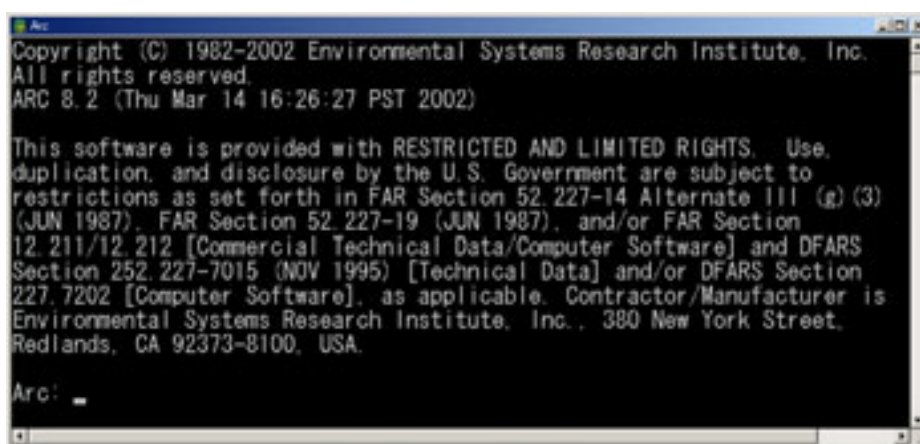 Arc
Copyright (C) 1982-2002 Environmental Systems Research Institute, Inc.
All rights reserved.
ARC 8.2 (Thu Mar 14 16:26:27 PST 2002)
This software is provided with RESTRICTED AND LIMITED RIGHTS.  Use,
duplication, and disclosure by the U.S. Government are subject to
restrictions as set forth in FAR Section 52.227-14 Alternate III (g)(3)
(JUN 1987), FAR Section 52.227-19 (JUN 1987), and/or FAR Section
12.211/12.212 [Commercial Technical Data/Computer Software] and DFARS
Section 252.227-7015 (NOV 1995) [Technical Data] and/or DFARS Section
227.7202 [Computer Software], as applicable. Contractor/Manufacturer is
Environmental Systems Research Institute, Inc., 380 New York Street,
Redlands, CA 92373-8100, USA.
Arc: _